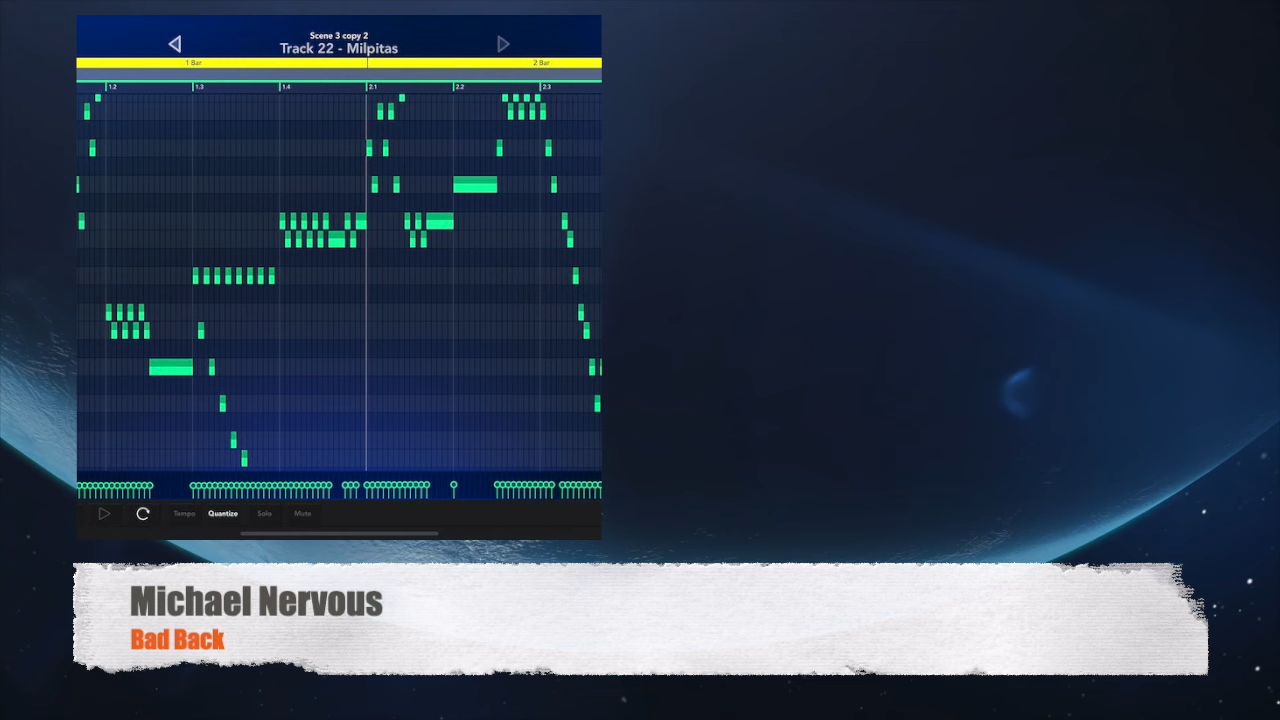 Scene 3 copy 2
Track 22 - Milpitas
1 Bar 2 Bar
1.2 1.3 1.4 2.1 2.2 2.3
Tempo Quantize Solo Mute
Michael Nervous
Bad Back